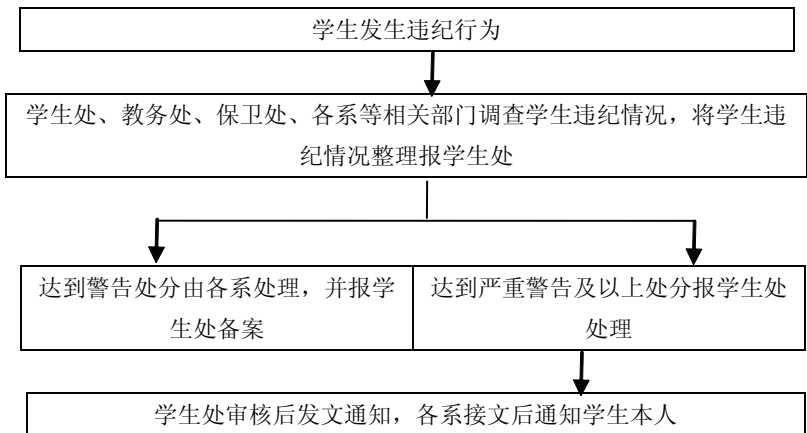 学生发生违纪行为
学生处、教务处、保卫处、各系等相关部门调查学生违纪情况，将学生违
纪情况整理报学生处
达到警告处分由各系处理，并报学
生处备案
达到严重警告及以上处分报学生处
处理
学生处审核后发文通知，各系接文后通知学生本人